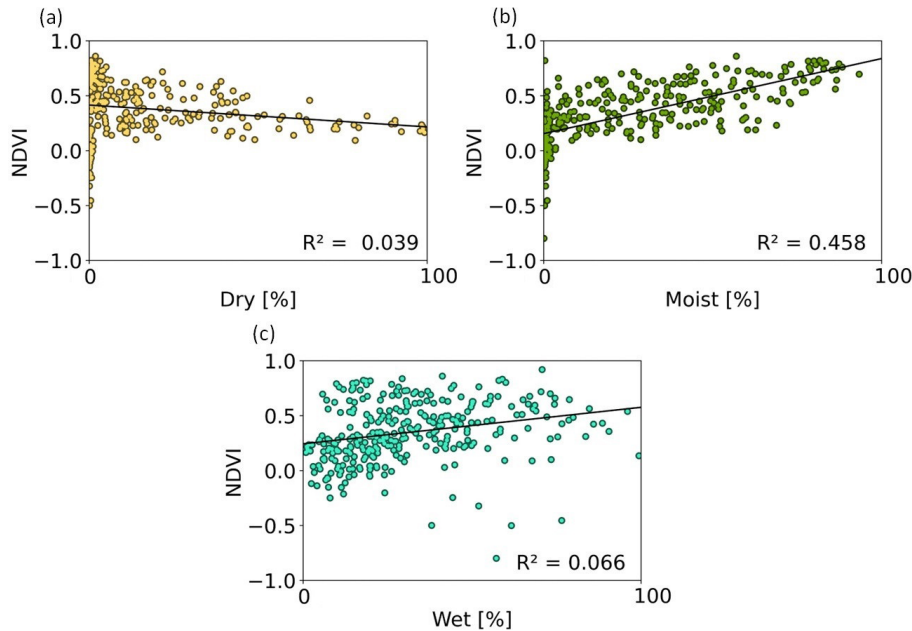 (a)
1.0
0.5
0.0
−0.5
−1.0
NDVI
R² = 0.039
0
100
Dry [%]
(b)
1.0
0.5
0.0
−0.5
−1.0
NDVI
R² = 0.458
0
100
Moist [%]
(c)
1.0
0.5
0.0
−0.5
−1.0
NDVI
R² = 0.066
0
100
Wet [%]